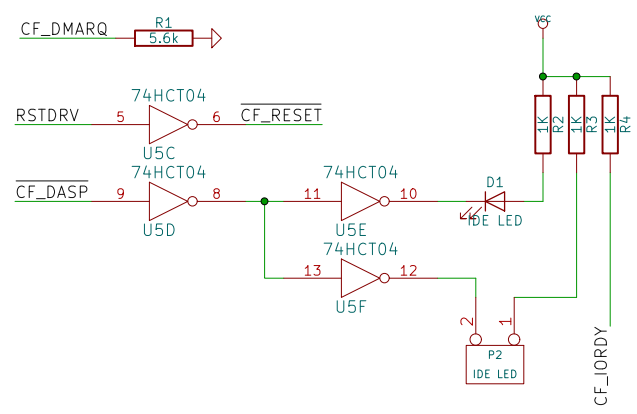 CF_DMARQ
R1
5.6k
VCC
RSTDRV
5
74HCT04
6
CF_RESET
U5C
1K
R2
1K
R3
1K
R4
CF_DASP
9
74HCT04
8
U5D
11
74HCT04
10
U5E
D1
IDE LED
13
74HCT04
12
U5F
2
1
P2
IDE LED
CF_IORDY